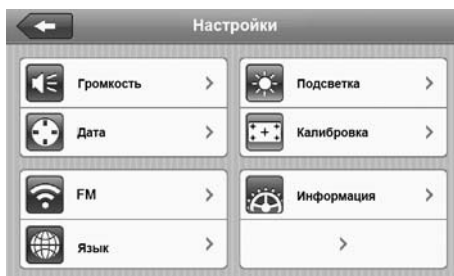 Настройки
Громкость
Подсветка
Дата
Калибровка
FM
Информация
Язык